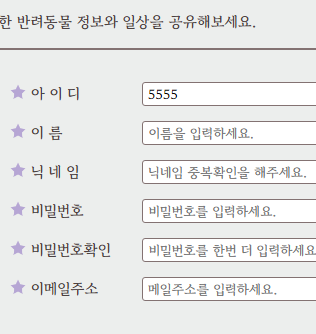 한 반려동물 정보와 일상을 공유해보세요.
아 이 디 5555
이 름 이름을 입력하세요.
닉 네 임 닉네임 중복확인을 해주세요.
비밀번호 비밀번호를 입력하세요.
비밀번호확인 비밀번호를 한번 더 입력하세요
이메일주소 메일주소를 입력하세요.